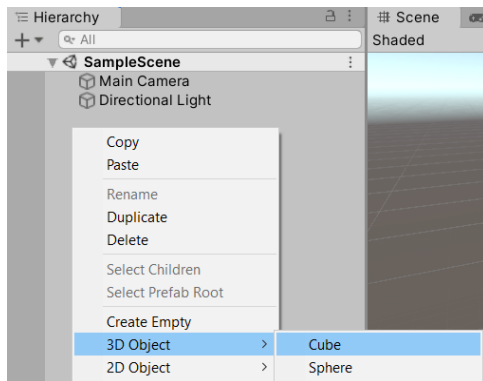 Hierarchy
# Scene
All
Shaded
SampleScene
Main Camera
Directional Light
Copy
Paste
Rename
Duplicate
Delete
Select Children
Select Prefab Root
Create Empty
3D Object > Cube
2D Object > Sphere